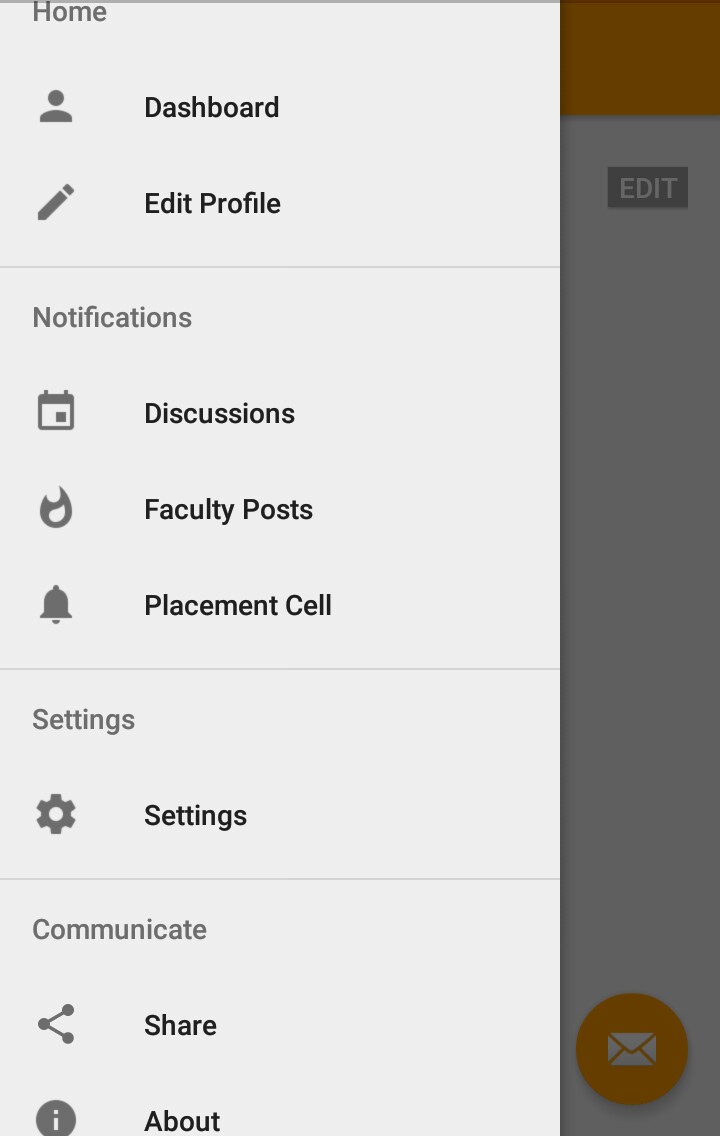 Home
Dashboard
EDIT
Edit Profile
Notifications
Discussions
Faculty Posts
Placement Cell
Settings
Settings
Communicate
Share
About